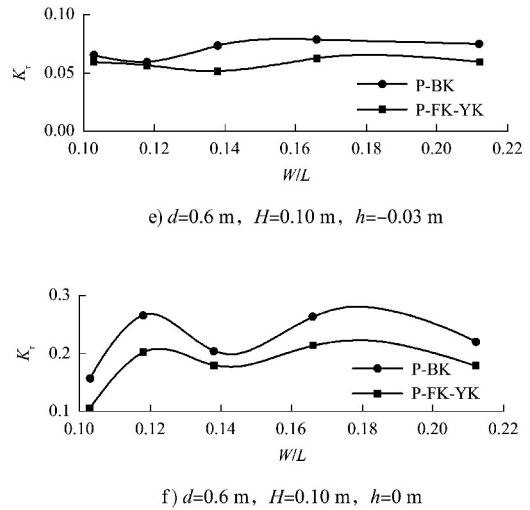 0.10
0.05
0.00
K_τ
P-BK
P-FK-YK
0.10 0.12 0.14 0.16 0.18 0.20 0.22
W/L
e) d=0.6 m, H=0.10 m, h=-0.03 m
0.3
0.2
0.1
K_τ
P-BK
P-FK-YK
0.10 0.12 0.14 0.16 0.18 0.20 0.22
W/L
f) d=0.6 m, H=0.10 m, h=0 m